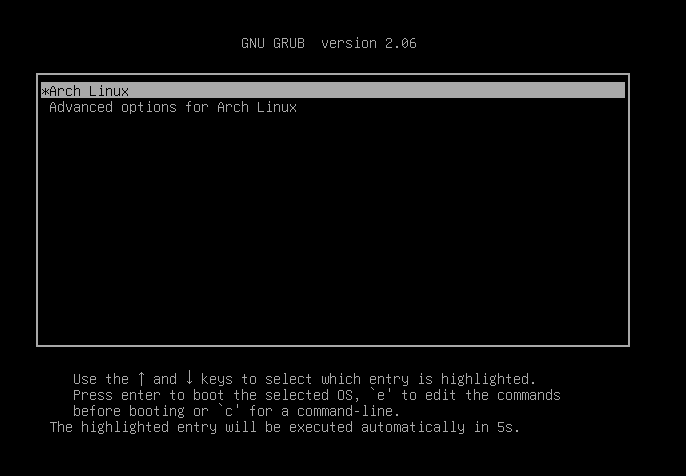 GNU GRUB  version 2.06
*Arch Linux
Advanced options for Arch Linux
Use the ↑ and ↓ keys to select which entry is highlighted.
Press enter to boot the selected OS, `e' to edit the commands
before booting or `c' for a command-line.
The highlighted entry will be executed automatically in 5s.